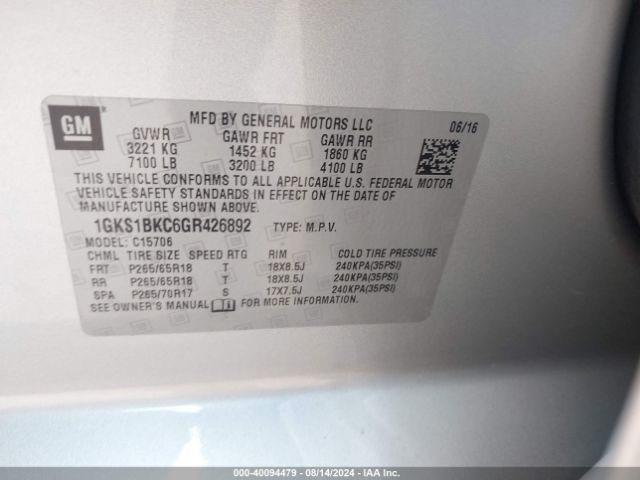 GM
MFD BY GENERAL MOTORS LLC 06/16
GVWR GAWR FRT GAWR RR
3221 KG 1452 KG 1860 KG
7100 LB 3200 LB 4100 LB
THIS VEHICLE CONFORMS TO ALL APPLICABLE U.S. FEDERAL MOTOR
VEHICLE SAFETY STANDARDS IN EFFECT ON THE DATE OF
MANUFACTURE SHOWN ABOVE.
1GKS1BKC6GR426892 TYPE: M.P.V.
MODEL: C15706
CHML TIRE SIZE SPEED RTG RIM COLD TIRE PRESSURE
FRT P265/65R18 T 18X8.5J 240KPA(35PSI)
RR P265/65R18 T 18X8.5J 240KPA(35PSI)
SPA P265/70R17 S 17X7.5J 240KPA(35PSI)
SEE OWNER'S MANUAL FOR MORE INFORMATION
000-40094479 - 08/14/2024 - IAA Inc.